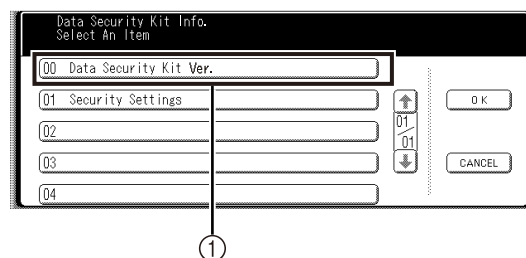 Data Security Kit Info.
Select An Item
00 Data Security Kit Ver.
01 Security Settings
02
03
04
01
01
OK
CANCEL
1